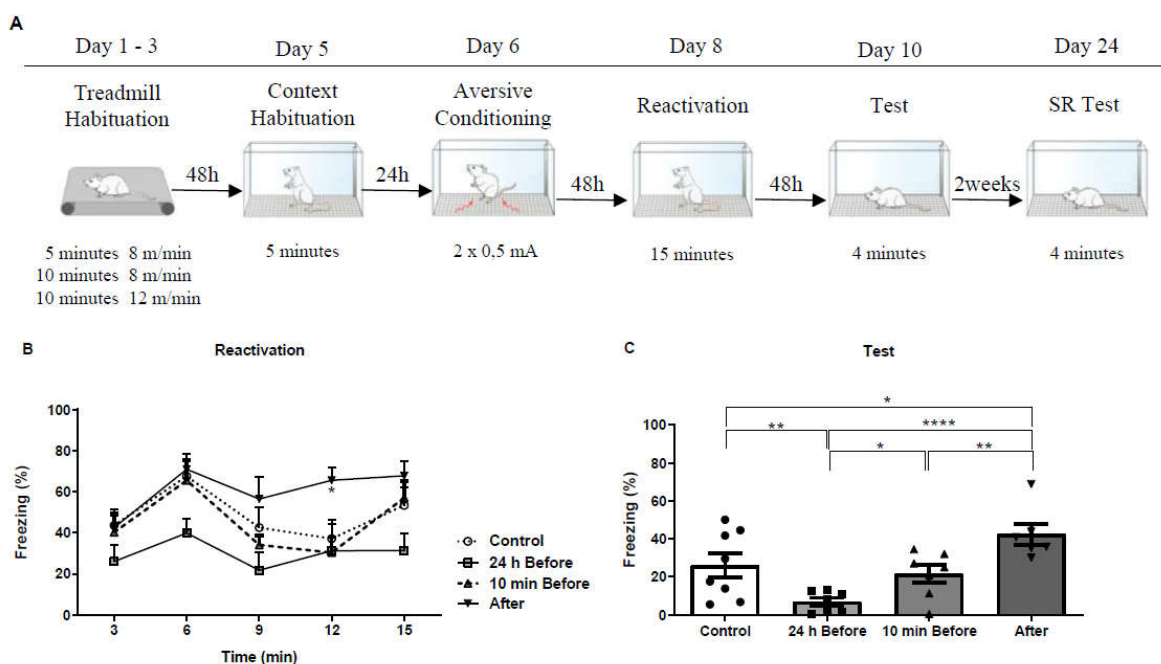 A
Day 1 - 3 Day 5 Day 6 Day 8 Day 10 Day 24
Treadmill Habituation
Context Habituation
Aversive Conditioning
Reactivation
Test
SR Test
48h
24h
48h
48h
2weeks
5 minutes 8 m/min
10 minutes 8 m/min
10 minutes 12 m/min
5 minutes
2 x 0,5 mA
15 minutes
4 minutes
4 minutes
B
Reactivation
Freezing (%)
100
80
60
40
20
0
*
3 6 9 12 15
Time (min)
Control
24 h Before
10 min Before
After
C
Test
Freezing (%)
100
80
60
40
20
0
*
** ****
* **
Control 24 h Before 10 min Before After